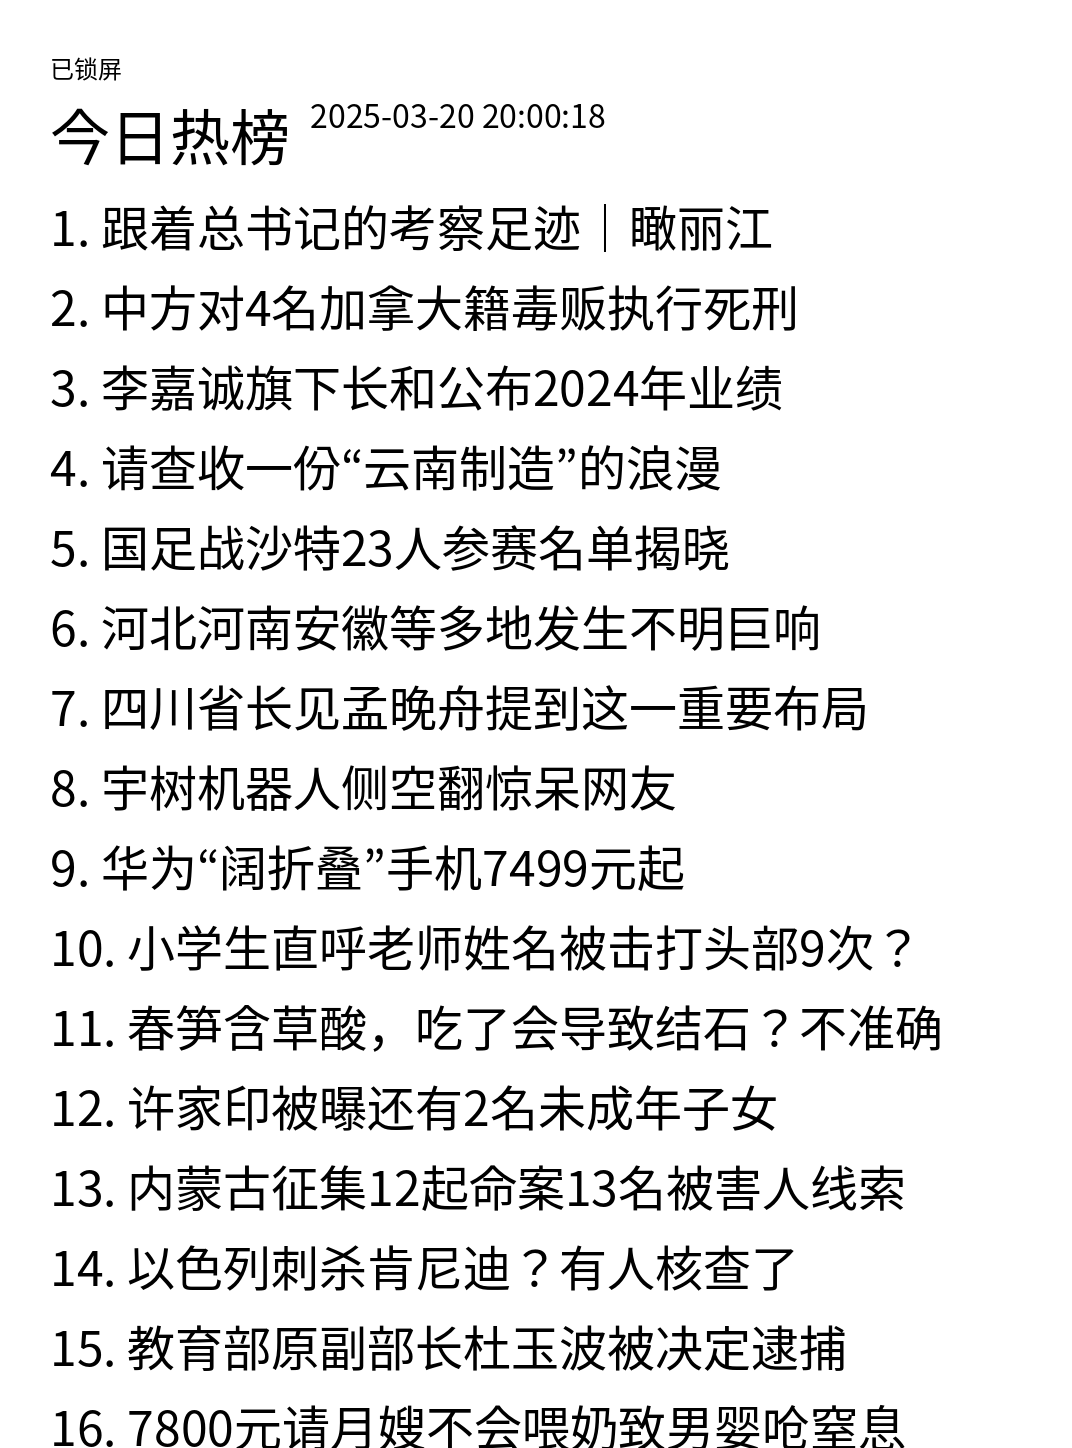 已锁屏
今日热榜 2025-03-20 20:00:18
1. 跟着总书记的考察足迹｜瞰丽江
2. 中方对4名加拿大籍毒贩执行死刑
3. 李嘉诚旗下长和公布2024年业绩
4. 请查收一份“云南制造”的浪漫
5. 国足战沙特23人参赛名单揭晓
6. 河北河南安徽等多地发生不明巨响
7. 四川省长见孟晚舟提到这一重要布局
8. 宇树机器人侧空翻惊呆网友
9. 华为“阔折叠”手机7499元起
10. 小学生直呼老师姓名被击打头部9次？
11. 春笋含草酸，吃了会导致结石？不准确
12. 许家印被曝还有2名未成年子女
13. 内蒙古征集12起命案13名被害人线索
14. 以色列刺杀肯尼迪？有人核查了
15. 教育部原副部长杜玉波被决定逮捕
16. 7800元请月嫂不会喂奶致男婴呛窒息